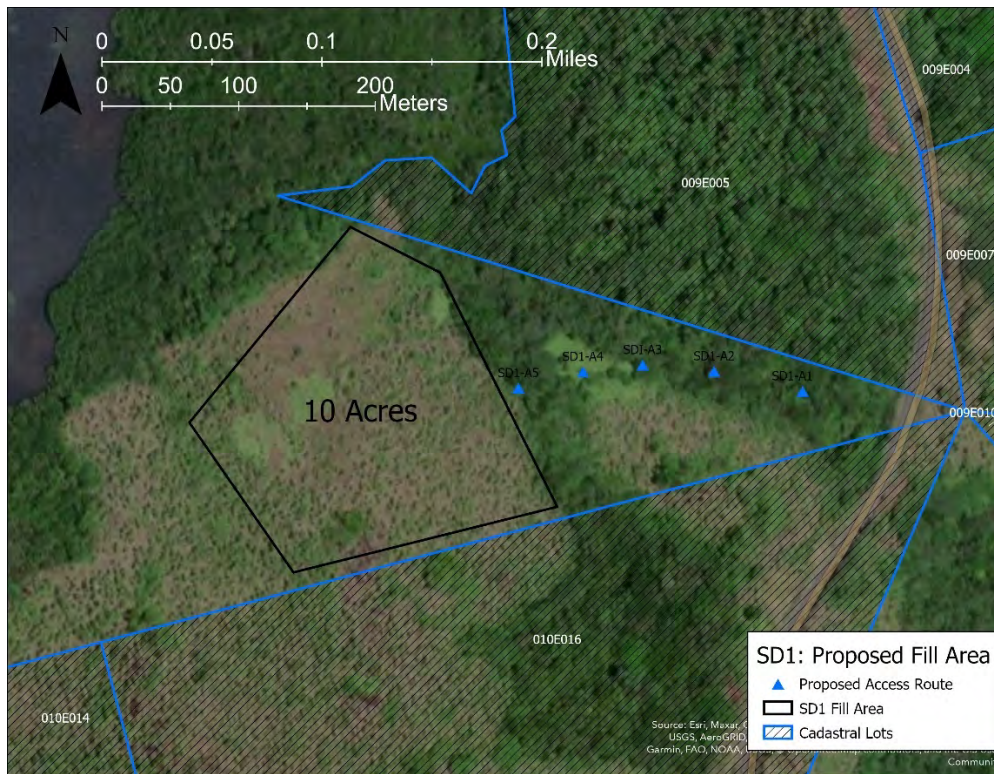 N
0 0.05 0.1 0.2
Miles
0 50 100 200
Meters
009E004
009E005
009E007
SD1-A4 SD1-A3 SD1-A2
SD1-A5 SD1-A1
10 Acres
009E010
010E016
010E014
SD1: Proposed Fill Area
Proposed Access Route
SD1 Fill Area
Cadastral Lots
Source: Esri, Maxar,
USGS, AeroGRID,
Garmin, FAO, NOAA,
Communi